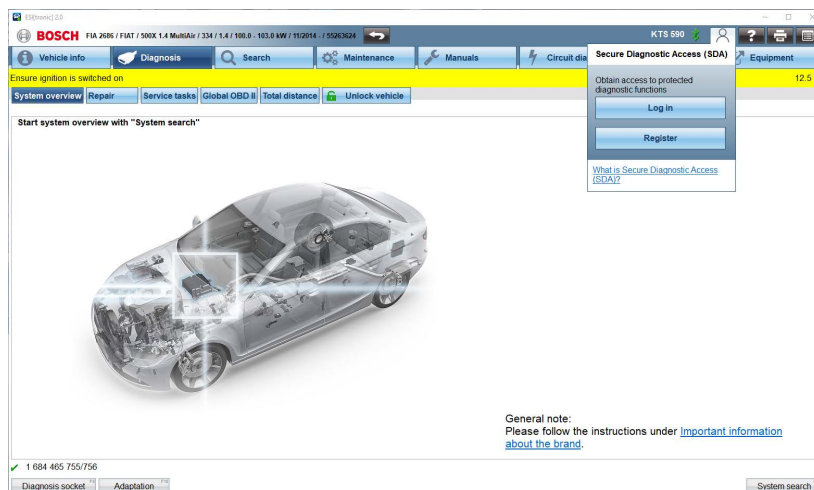 ESI[tronic] 2.0
BOSCH FIA 2686 / FIAT / 500X 1.4 MultiAir / 334 / 1.4 / 100.0 - 103.0 kW / 11/2014 - / 55263624
KTS 590
Vehicle info
Diagnosis
Search
Maintenance
Manuals
Circuit dia
Equipment
Ensure ignition is switched on
12.5
System overview
Repair
Service tasks
Global OBD II
Total distance
Unlock vehicle
Secure Diagnostic Access (SDA)
Obtain access to protected
diagnostic functions
Log in
Register
What is Secure Diagnostic Access
(SDA)?
Start system overview with "System search"
General note:
Please follow the instructions under Important information
about the brand.
1 684 465 755/756
Diagnosis socket
Adaptation
System search